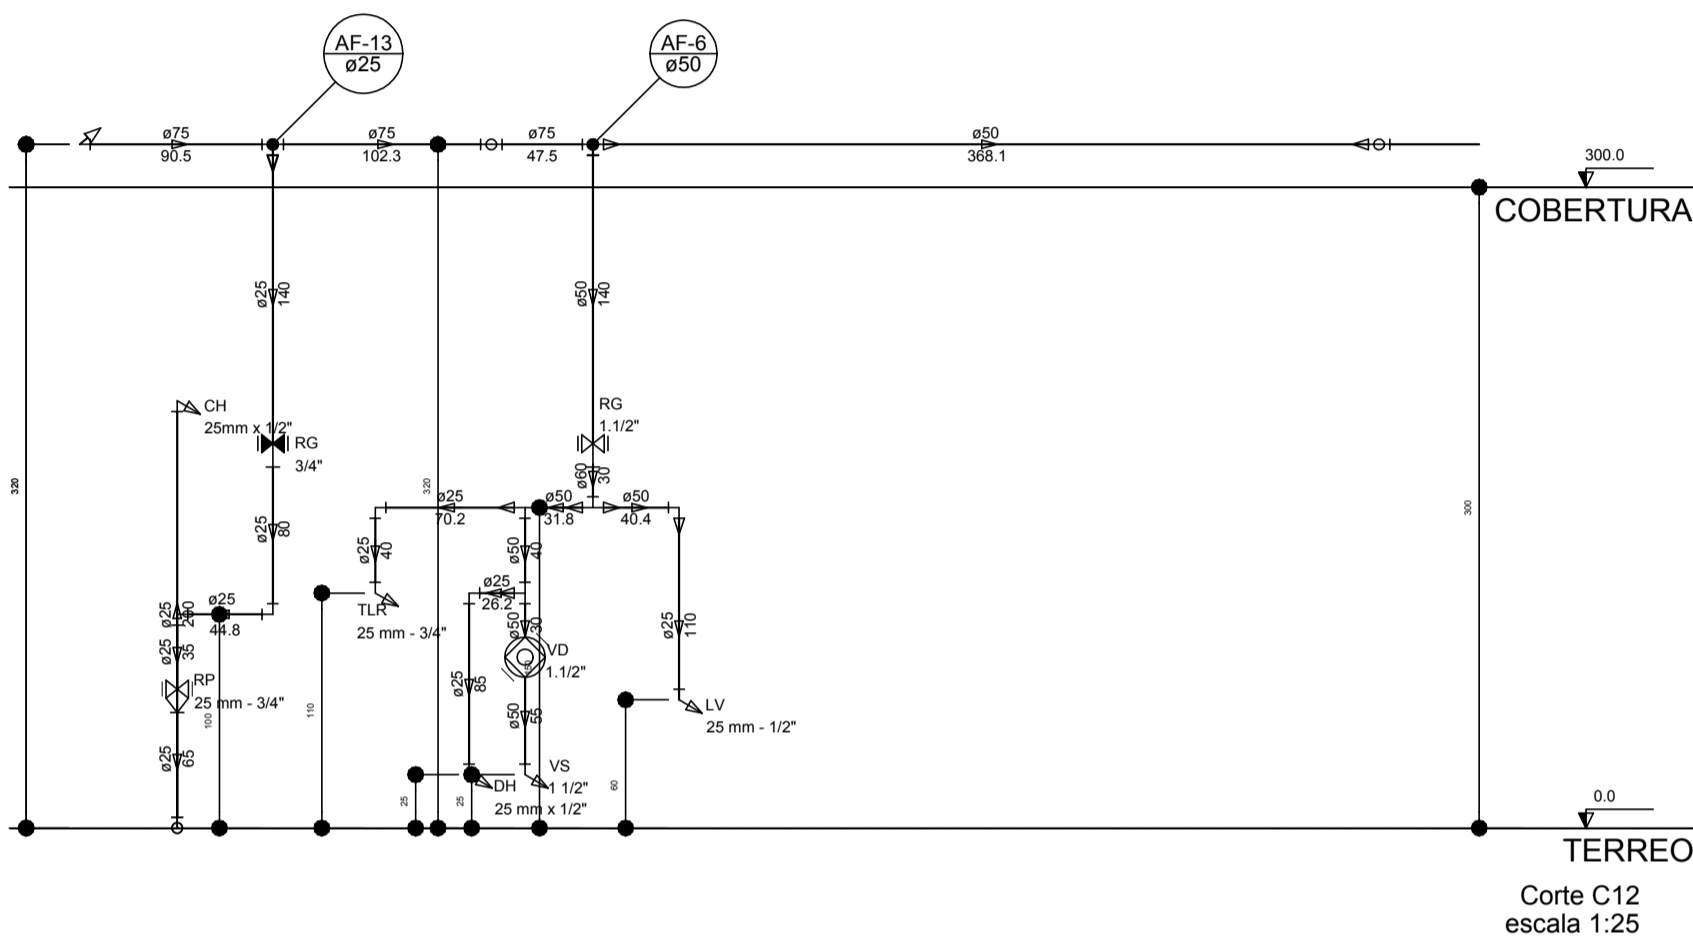 AF-13
ø25
AF-6
ø50
ø75
90.5
ø75
102.3
ø75
47.5
ø50
368.1
300.0
COBERTURA
ø25
140
ø50
140
CH
25mm x 1/2"
RG
3/4"
RG
1.1/2"
320
320
300
ø60
30
ø25
70.2
ø50
31.8
ø50
40.4
ø25
80
ø25
40
ø50
40
ø25
26.2
TLR
25 mm - 3/4"
ø25
200
ø25
44.8
ø25
35
ø50
30
VD
1.1/2"
150
ø25
110
RP
25 mm - 3/4"
100
110
ø25
85
ø50
55
LV
25 mm - 1/2"
ø25
65
VS
1 1/2"
DH
25 mm x 1/2"
25
25
60
0.0
TERREO
Corte C12
escala 1:25